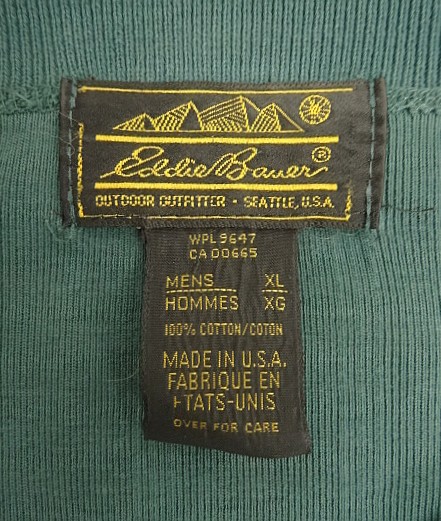 Eddie Bauer®
OUTDOOR OUTFITTER • SEATTLE, U.S.A.
WPL 9647
CA 00665
MENS XL
HOMMES XG
100% COTTON/COTON
MADE IN U.S.A.
FABRIQUE EN
ETATS-UNIS
OVER FOR CARE